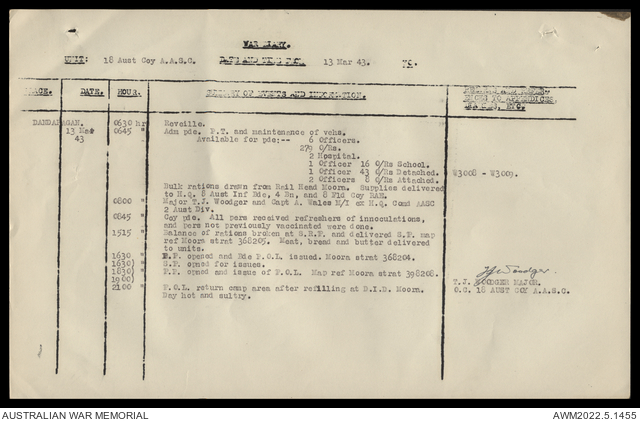 WAR DIARY.
UNIT: 18 Aust Coy A.A.S.C. DATE AND TIME FROM. 13 Mar 43.
PLACE. DATE. HOUR. SUMMARY OF EVENTS AND INFORMATION.
DANDARAGAN. 0630 hr Reveille.
13 Mar 0645 " Adm pde. P.T. and maintenance of vehs.
43 Available for pde:-- 6 Officers.
279 O/Rs.
2 Hospital.
1 Officer 16 O/Rs School.
1 Officer 43 O/Rs Detached. W3008 - W3009.
2 Officers 8 O/Rs Attached.
Bulk rations drawn from Rail Head Moora. Supplies delivered
to H.Q. 8 Aust Inf Bde, 4 Bn, and 8 Fld Coy RAE.
0800 " Major T.J. Woodger and Capt A. Wales M/I ex H.Q. Comd AASC
2 Aust Div.
0845 " Coy pde. All pers received refreshers of innoculations,
and pers not previously vaccinated were done.
1515 " Balance of rations broken at S.R.P. and delivered S.P. map
ref Moora strat 368205. Meat, bread and butter delivered
to units.
1630 " P.P. opened and Bde P.O.L issued. Moora strat 368204.
1630) " S.P. opned for issues.
1830) " P.P. opned and issue of P.O.L. Map ref Moora strat 398208.
1900) "
2100 " P.O.L. return camp area after refilling at B.I.D. Moora.
Day hot and sultry.
TJ Woodger
T.J. WOODGER MAJOR.
O.C. 18 AUST COY A.A.S.C.
AUSTRALIAN WAR MEMORIAL
AWM2022.5.1455